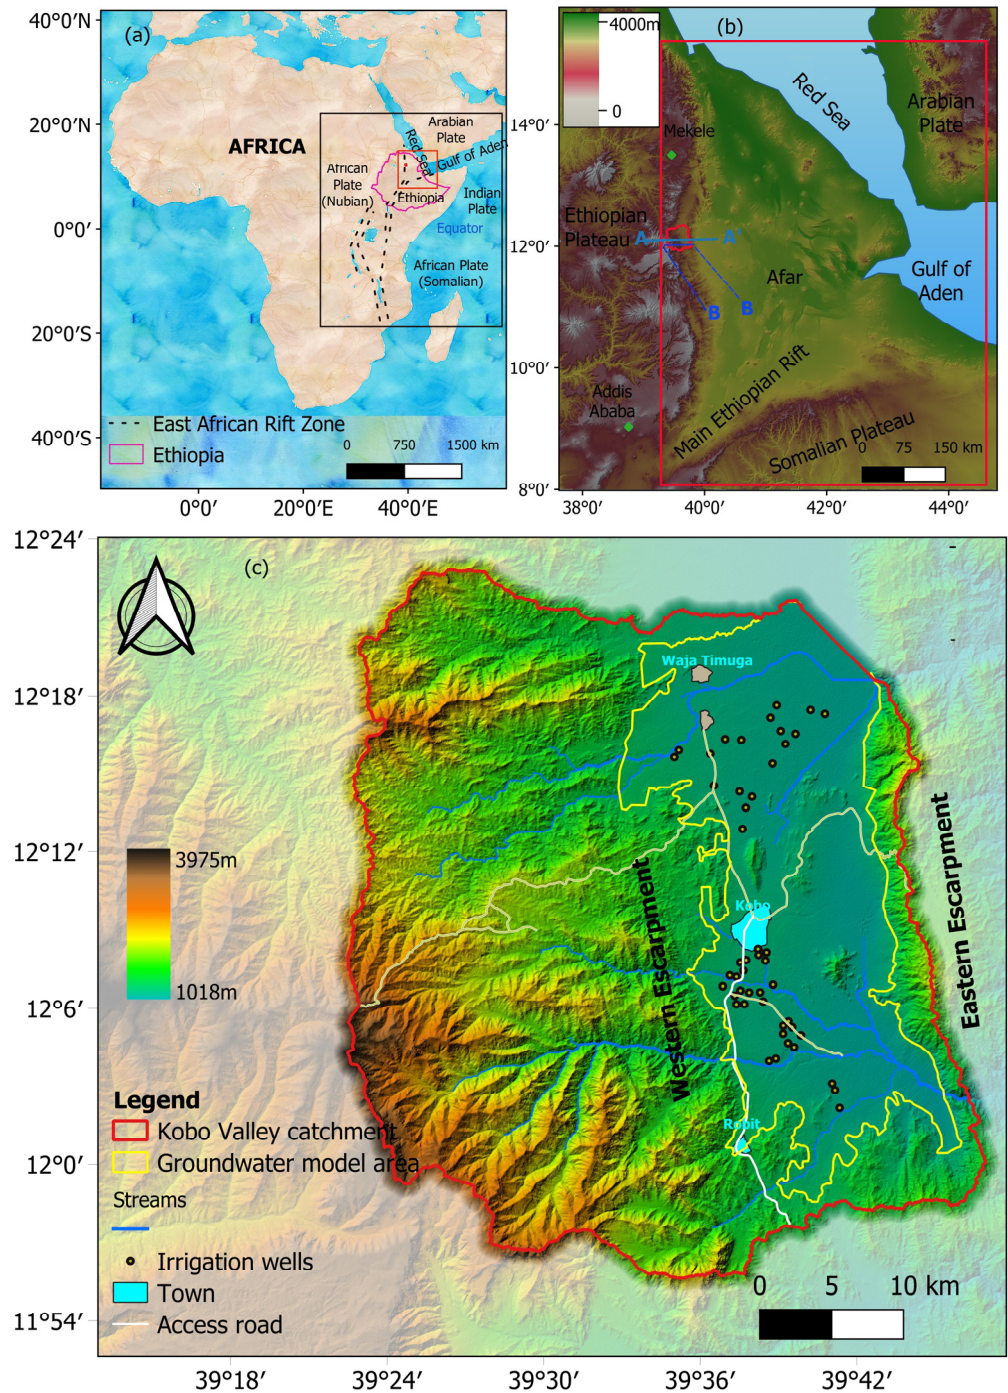 (a)
40°0′N
20°0′N
0°0′
20°0′S
40°0′S
AFRICA
Arabian
Plate
Red Sea
Gulf of Aden
African
Plate
(Nubian)
Ethiopia
Indian
Plate
Equator
African Plate
(Somalian)
East African Rift Zone
Ethiopia
0 750 1500 km
0°0′ 20°0′E 40°0′E
(b)
4000m
0
14°0′
12°0′
10°0′
8°0′
Red Sea
Arabian
Plate
Mekele
Ethiopian
Plateau
A A'
Afar
Gulf of
Aden
B B
Main Ethiopian Rift
Addis
Ababa
Somalian Plateau
0 75 150 km
38°0′ 40°0′ 42°0′ 44°0′
(c)
12°24′
12°18′
12°12′
12°6′
12°0′
11°54′
Waja Timuga
3975m
1018m
Kobo
Western Escarpment
Eastern Escarpment
Robit
Legend
Kobo Valley catchment
Groundwater model area
Streams
Irrigation wells
Town
Access road
0 5 10 km
39°18′ 39°24′ 39°30′ 39°36′ 39°42′